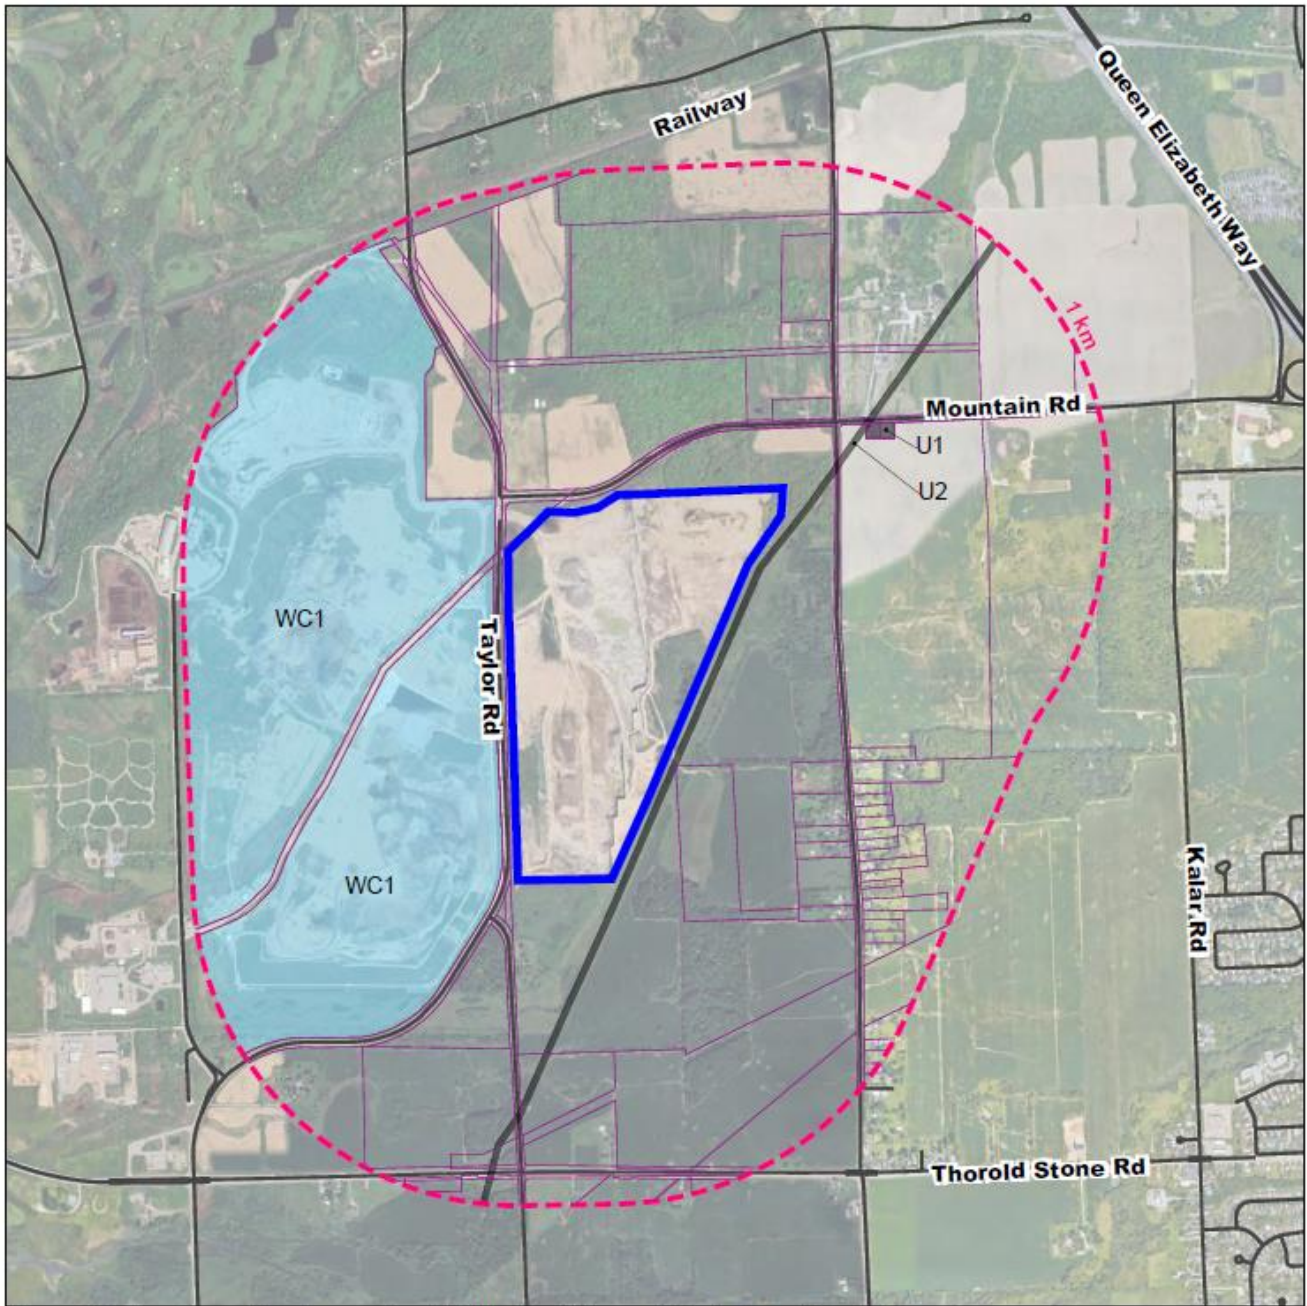 Railway
Queen Elizabeth Way
1 km
Mountain Rd
U1
U2
WC1
Taylor Rd
WC1
Kalar Rd
Thorold Stone Rd